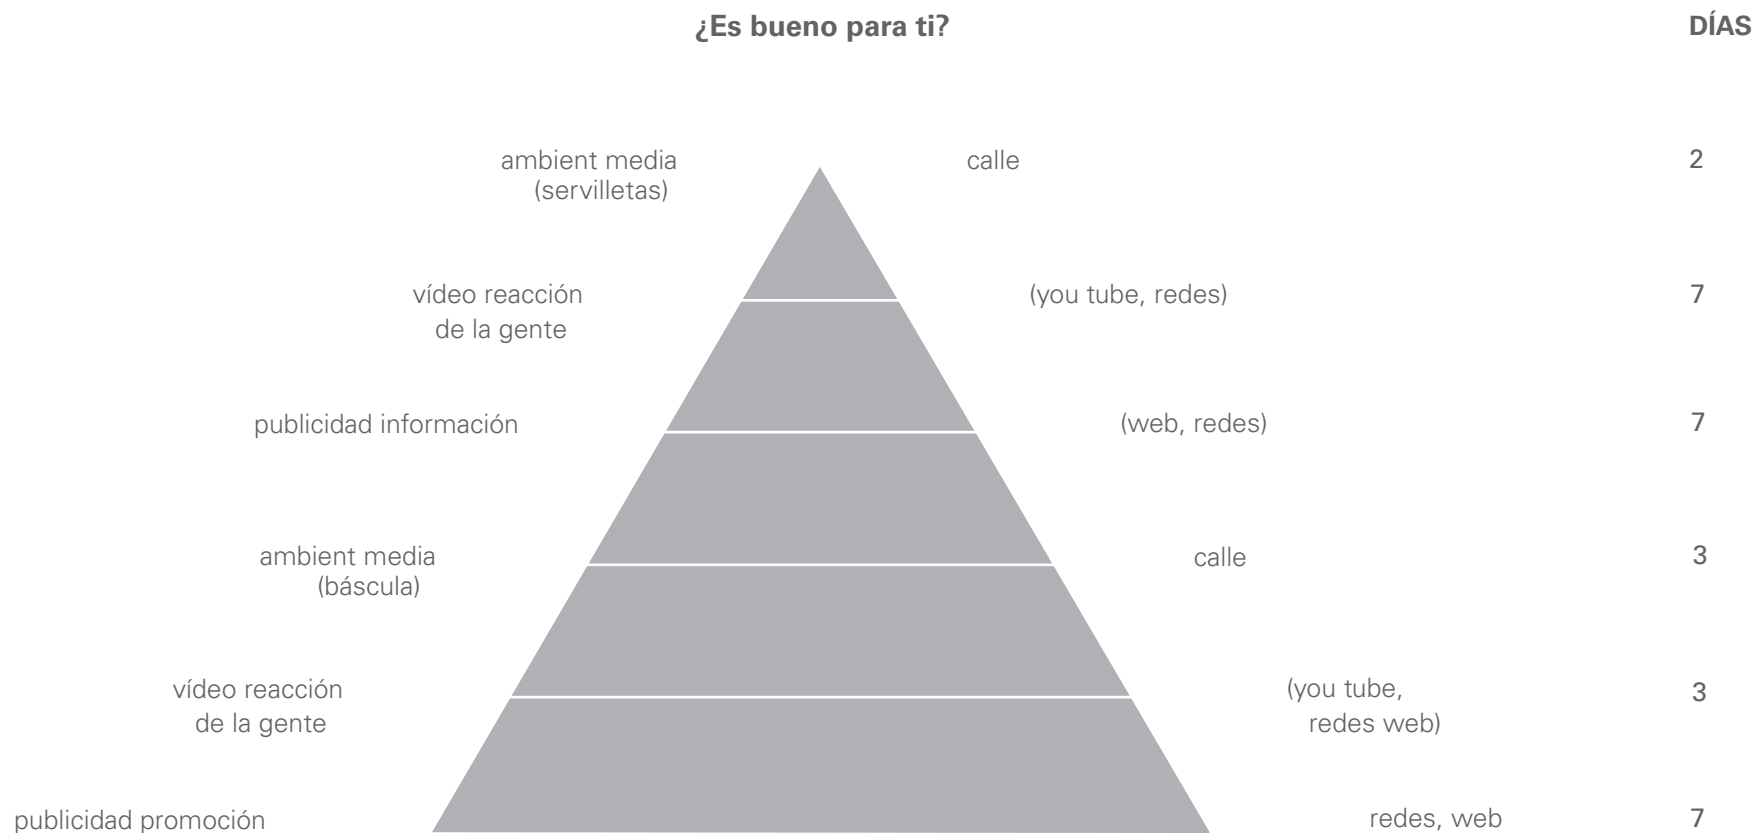 ¿Es bueno para ti? DÍAS
ambient media calle 2
(servilletas)
vídeo reacción (you tube, redes) 7
de la gente
publicidad información (web, redes) 7
ambient media calle 3
(báscula)
vídeo reacción (you tube, 3
de la gente redes web)
publicidad promoción redes, web 7